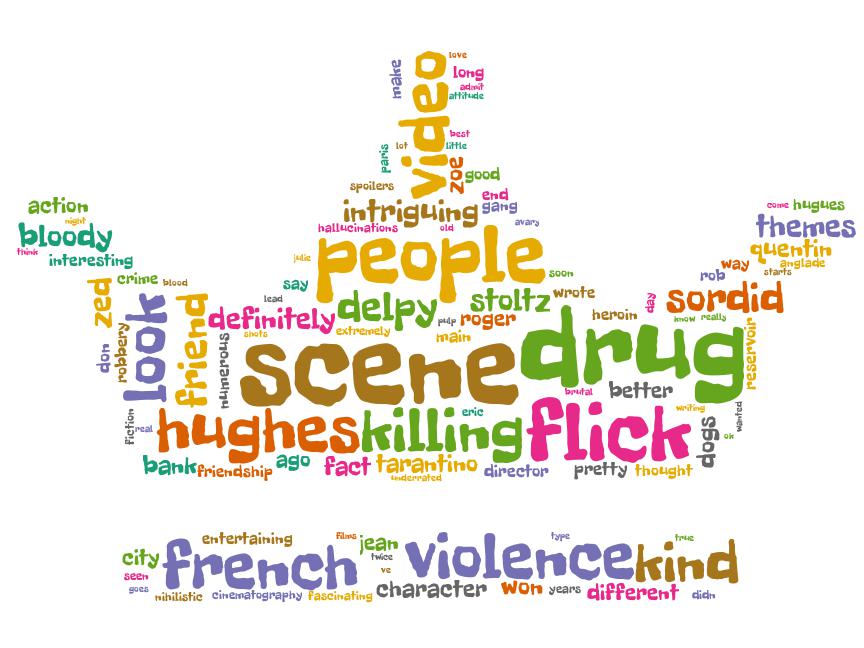 love
video
make
long
admit
attitude
best
lot
little
paris
zoe
good
spoilers
end
action
intriguing
gang
come hugues
night
hallucinations
old
avary
themes
bloody
people
quentin
think
interesting
julie
way
anglade
soon
rob
starts
crime
blood
say
zed
look
friend
lead
delpy
stoltz
wrote
day
sordid
definitely
pulp
roger
heroin
know really
shots
extremely
main
don
robbery
numerous
scene
drug
reservoir
brutal
better
fiction
real
hughes
killing
eric
flick
writing
dogs
ok
wanted
bank
friendship
ago
fact
tarantino
underrated
director
pretty
thought
city
entertaining
films
jean
twice
type
true
french
violence
kind
seen
ve
goes
nihilistic
cinematography
fascinating
character
won
years
different
didn